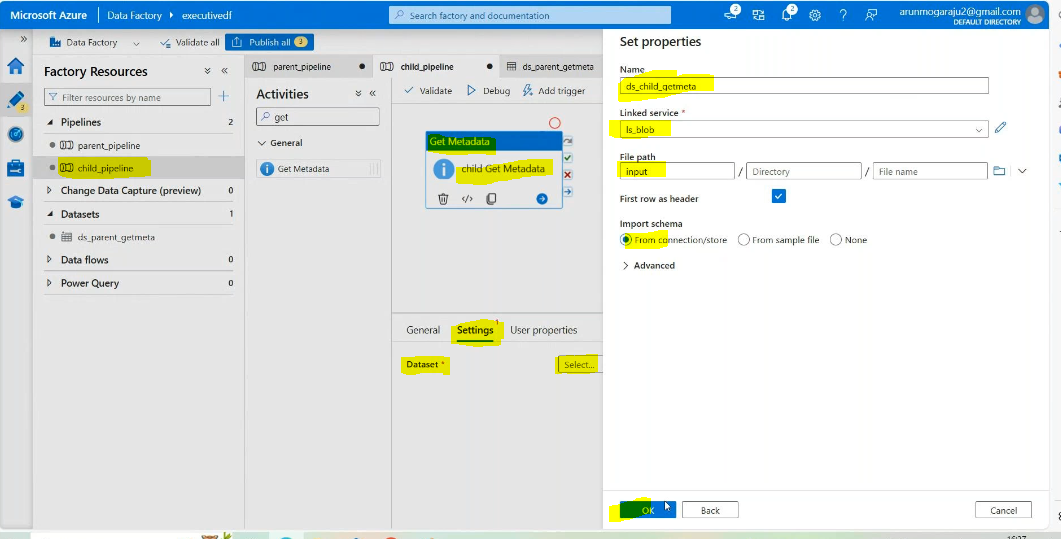 Microsoft Azure Data Factory executivedf
Search factory and documentation
2
2
arunmogaraju2@gmail.com
DEFAULT DIRECTORY
»
Data Factory
Validate all
Publish all 3
Factory Resources
Filter resources by name
Pipelines 2
parent_pipeline
child_pipeline
Change Data Capture (preview) 0
Datasets 1
ds_parent_getmeta
Data flows 0
Power Query 0
3
parent_pipeline
child_pipeline
ds_parent_getmeta
Activities
get
General
Get Metadata
Validate Debug Add trigger
Get Metadata
child Get Metadata
General Settings User properties
Dataset *
Select...
Set properties
Name
ds_child_getmeta
Linked service *
ls_blob
File path
input / Directory / File name
First row as header
Import schema
From connection/store From sample file None
Advanced
OK Back Cancel